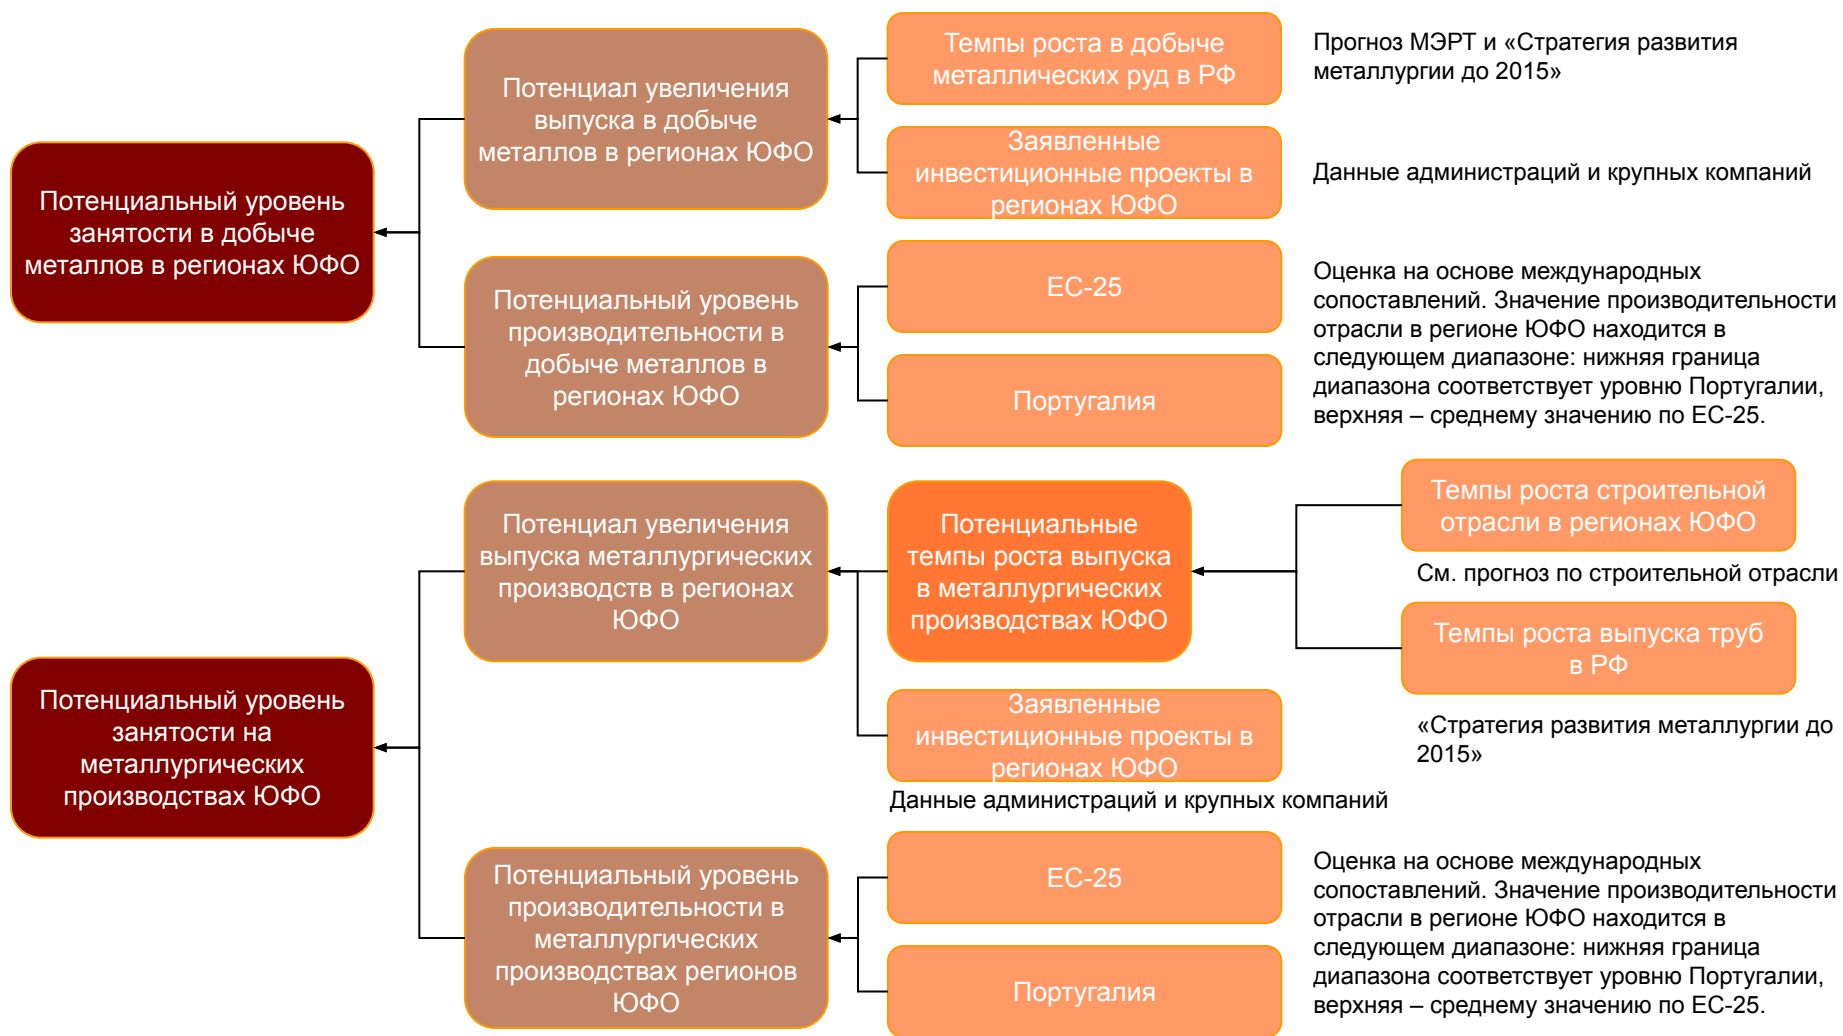 Потенциальный уровень
занятости в добыче
металлов в регионах ЮФО
Потенциал увеличения
выпуска в добыче
металлов в регионах ЮФО
Темпы роста в добыче
металлических руд в РФ
Прогноз МЭРТ и «Стратегия развития
металлургии до 2015»
Заявленные
инвестиционные проекты в
регионах ЮФО
Данные администраций и крупных компаний
Потенциальный уровень
производительности в
добыче металлов в
регионах ЮФО
ЕС-25
Португалия
Оценка на основе международных
сопоставлений. Значение производительности
отрасли в регионе ЮФО находится в
следующем диапазоне: нижняя граница
диапазона соответствует уровню Португалии,
верхняя – среднему значению по ЕС-25.
Потенциальный уровень
занятости на
металлургических
производствах ЮФО
Потенциал увеличения
выпуска металлургических
производств в регионах
ЮФО
Потенциальные
темпы роста выпуска
в металлургических
производствах ЮФО
Темпы роста строительной
отрасли в регионах ЮФО
См. прогноз по строительной отрасли
Темпы роста выпуска труб
в РФ
«Стратегия развития металлургии до
2015»
Заявленные
инвестиционные проекты в
регионах ЮФО
Данные администраций и крупных компаний
Потенциальный уровень
производительности в
металлургических
производствах регионов
ЮФО
ЕС-25
Португалия
Оценка на основе международных
сопоставлений. Значение производительности
отрасли в регионе ЮФО находится в
следующем диапазоне: нижняя граница
диапазона соответствует уровню Португалии,
верхняя – среднему значению по ЕС-25.